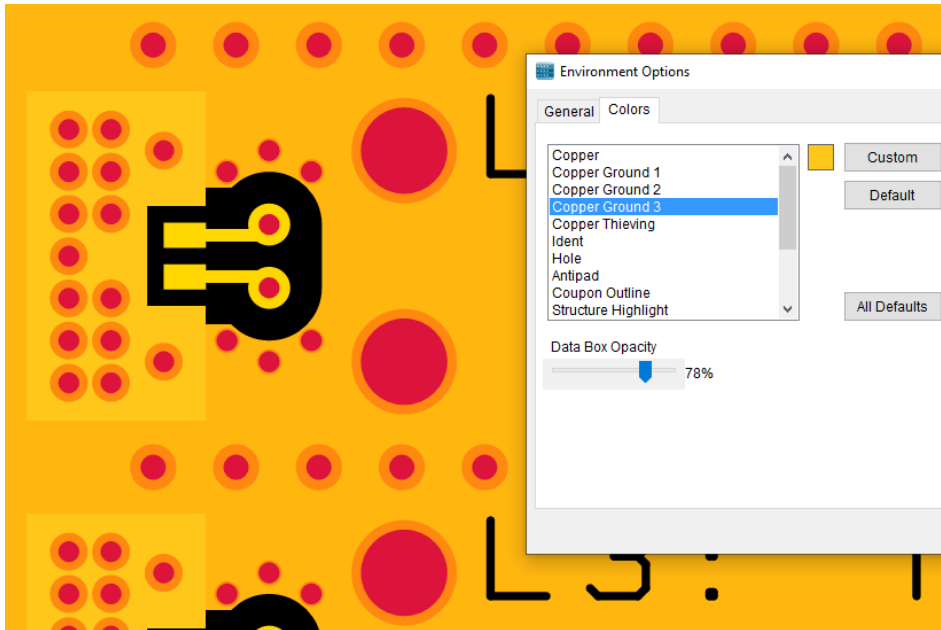 Environment Options
General Colors
Copper
Copper Ground 1
Copper Ground 2
Copper Ground 3
Copper Thieving
Ident
Hole
Antipad
Coupon Outline
Structure Highlight
Custom
Default
All Defaults
Data Box Opacity
78%
L3: